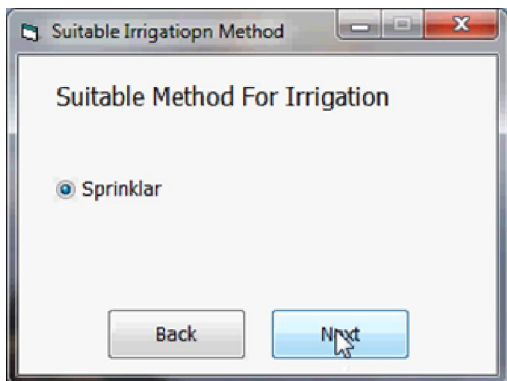 Suitable Irrigatiopn Method
Suitable Method For Irrigation
Sprinklar
Back
Next